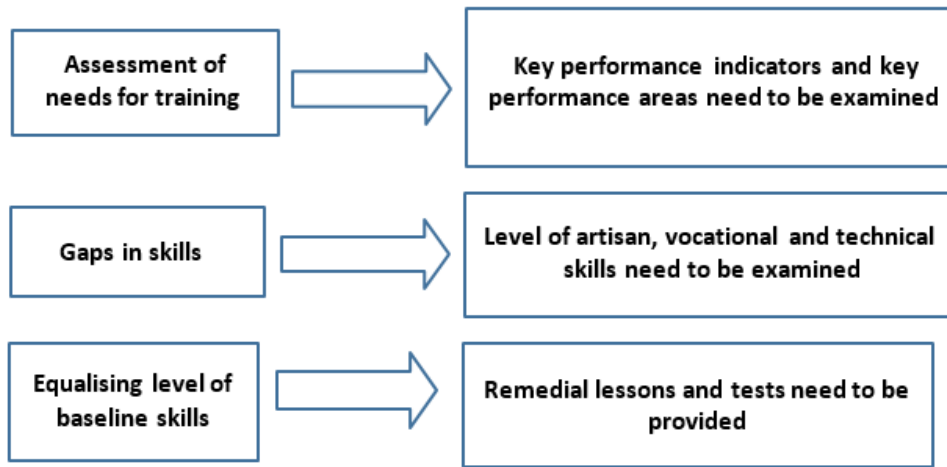 Assessment of
needs for training
Key performance indicators and key
performance areas need to be examined
Gaps in skills
Level of artisan, vocational and technical
skills need to be examined
Equalising level of
baseline skills
Remedial lessons and tests need to be
provided